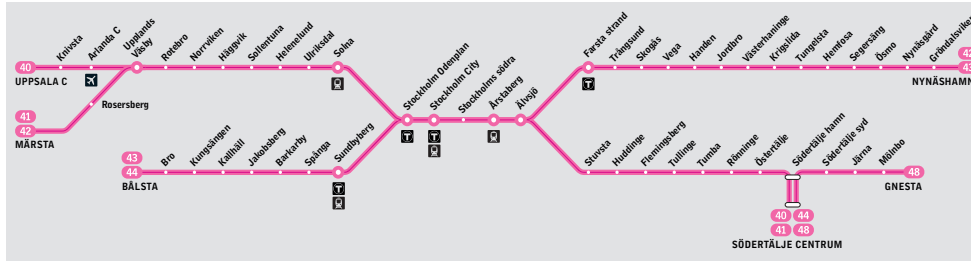 40
UPPSALA C
Knivsta
Arlanda C
Upplands
Väsby
Rotebro
Norrviken
Häggvik
Sollentuna
Helenelund
Ulriksdal
Solna
Rosersberg
41
42
MÄRSTA
43
44
BÅLSTA
Bro
Kungsängen
Kallhäll
Jakobsberg
Barkarby
Spånga
Sundbyberg
T
Stockholm Odenplan
T
Stockholm City
T
Stockholms södra
Årstaberg
Älvsjö
Farsta strand
T
Trångsund
Skogås
Vega
Handen
Jordbro
Västerhaninge
Krigslida
Tungelsta
Hemfosa
Segersäng
Ösmo
Nynäsgård
Gröndalsviken
42
43
NYNÄSHAMN
Stuvsta
Huddinge
Flemingsberg
Tullinge
Tumba
Rönninge
Östertälje
Södertälje hamn
Södertälje syd
Järna
Mölnbo
48
GNESTA
40 44
41 48
SÖDERTÄLJE CENTRUM